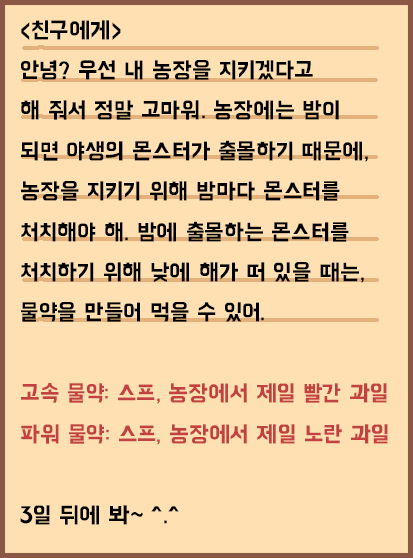 <친구에게>
안녕? 우선 내 농장을 지키겠다고
해 줘서 정말 고마워. 농장에는 밤이
되면 야생의 몬스터가 출몰하기 때문에,
농장을 지키기 위해 밤마다 몬스터를
처치해야 해. 밤에 출몰하는 몬스터를
처치하기 위해 낮에 해가 떠 있을 때는,
물약을 만들어 먹을 수 있어.
고속 물약: 스프, 농장에서 제일 빨간 과일
파워 물약: 스프, 농장에서 제일 노란 과일
3일 뒤에 봐~ ^.^